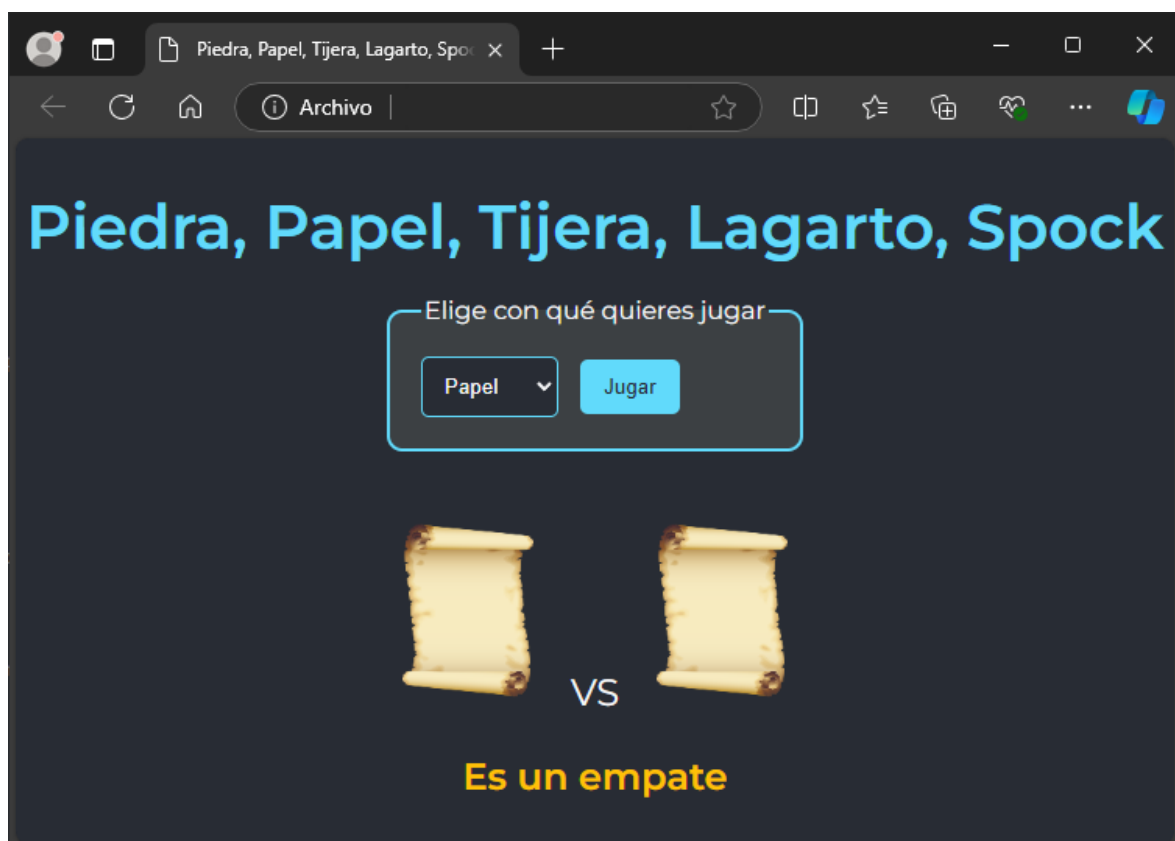 Piedra, Papel, Tijera, Lagarto, Spo
Archivo
Piedra, Papel, Tijera, Lagarto, Spock
Elige con qué quieres jugar
Papel
Jugar
VS
Es un empate